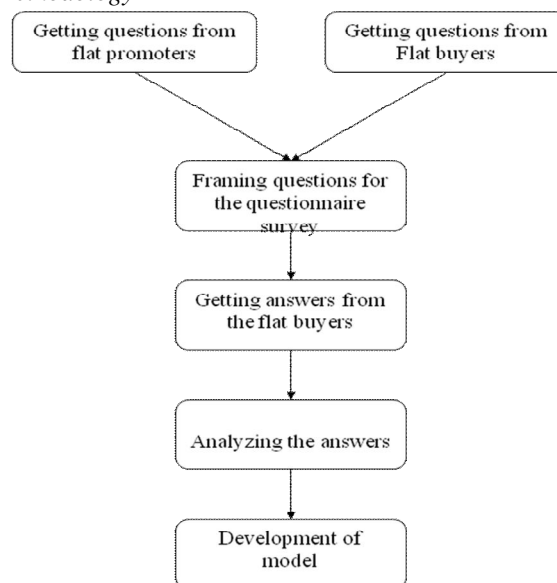 Getting questions from
flat promoters
Getting questions from
Flat buyers
Framing questions for
the questionnaire
survey
Getting answers from
the flat buyers
Analyzing the answers
Development of
model